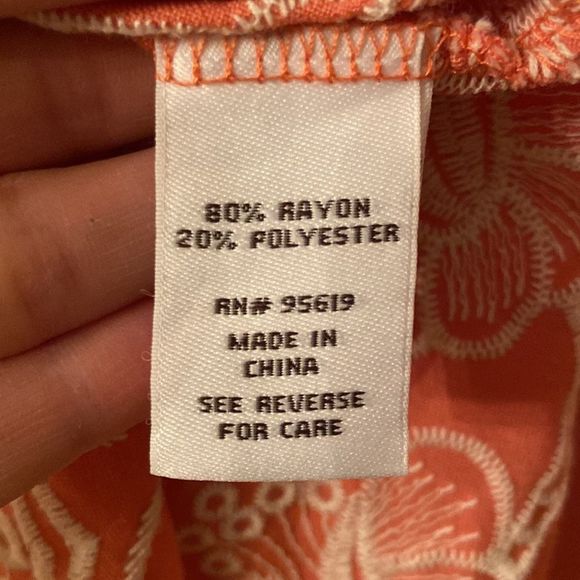 80% RAYON
20% POLYESTER
RN# 95619
MADE IN
CHINA
SEE REVERSE
FOR CARE